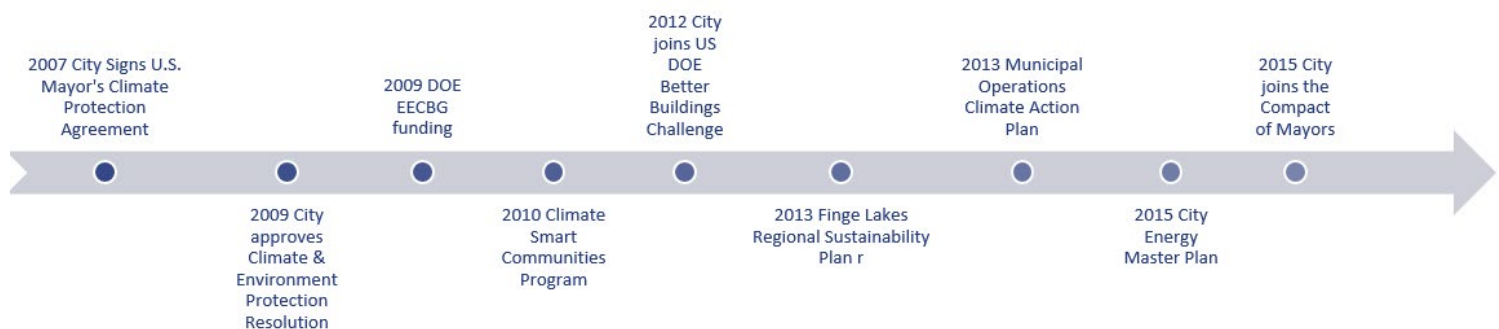 2007 City Signs U.S.
Mayor's Climate
Protection
Agreement
2009 City
approves
Climate &
Environment
Protection
Resolution
2009 DOE
EECBG
funding
2010 Climate
Smart
Communities
Program
2012 City
joins US
DOE
Better
Buildings
Challenge
2013 Finge Lakes
Regional Sustainability
Plan r
2013 Municipal
Operations
Climate Action
Plan
2015 City
Energy
Master Plan
2015 City
joins the
Compact
of Mayors